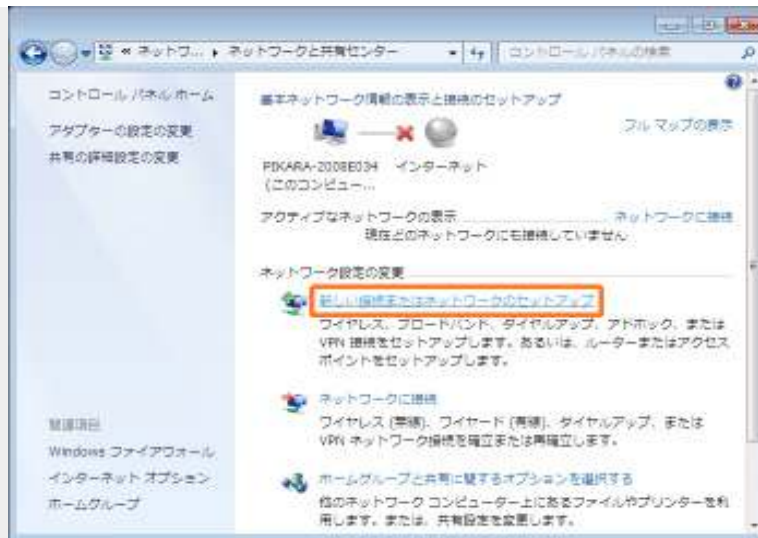 « ネットワ... ▸ ネットワークと共有センター
コントロール パネルの検索
コントロール パネル ホーム
アダプターの設定の変更
共有の詳細設定の変更
基本ネットワーク情報の表示と接続のセットアップ
フル マップの表示
PIKARA-2008E034 インターネット
(このコンピュー...
アクティブなネットワークの表示
ネットワークに接続
現在どのネットワークにも接続していません
ネットワーク設定の変更
新しい接続またはネットワークのセットアップ
ワイヤレス、ブロードバンド、ダイヤルアップ、アドホック、または
VPN 接続をセットアップします。あるいは、ルーターまたはアクセス
ポイントをセットアップします。
ネットワークに接続
ワイヤレス (無線)、ワイヤード (有線)、ダイヤルアップ、または
VPN ネットワーク接続を確立または再確立します。
ホームグループと共有に関するオプションを選択する
他のネットワーク コンピューター上にあるファイルやプリンターを利
用します。または、共有設定を変更します。
関連項目
Windows ファイアウォール
インターネット オプション
ホームグループ